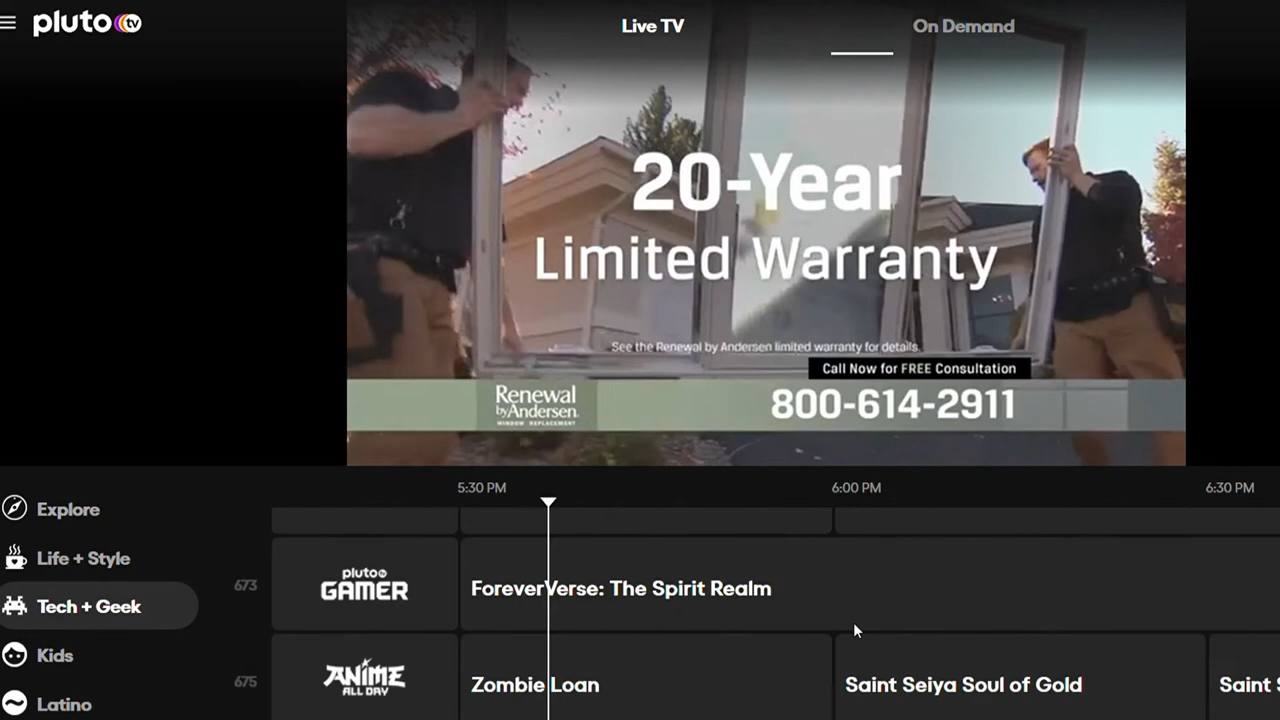 pluto tv
Live TV
On Demand
20-Year
Limited Warranty
See the Renewal by Andersen limited warranty for details.
Call Now for FREE Consultation
Renewal
byAndersen.
WINDOW REPLACEMENT
800-614-2911
5:30 PM
6:00 PM
6:30 PM
Explore
Life + Style
Tech + Geek
Kids
Latino
673
pluto tv
GAMER
ForeverVerse: The Spirit Realm
675
ANIME
ALL DAY
Zombie Loan
Saint Seiya Soul of Gold
Saint S